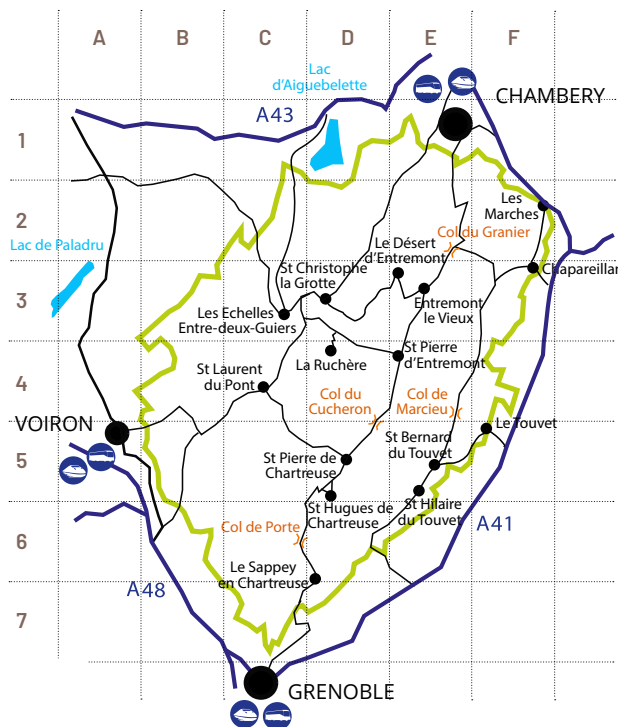 A B C D E F
Lac
d'Aiguebelette
CHAMBERY
A43
1
Les
Marches
2
Col du Granier
Le Désert
d'Entremont
Lac de Paladru
St Christophe
la Grotte
Chapareillan
3
Entremont
le Vieux
Les Echelles
Entre-deux-Guiers
St Pierre
d'Entremont
La Ruchère
St Laurent
du Pont
4
Col du
Cucheron
Col de
Marcieu
VOIRON
Le Touvet
St Bernard
du Touvet
5
St Pierre de
Chartreuse
St Hugues de
Chartreuse
St Hilaire
du Touvet
A41
Col de Porte
6
Le Sappey
en Chartreuse
A48
7
GRENOBLE